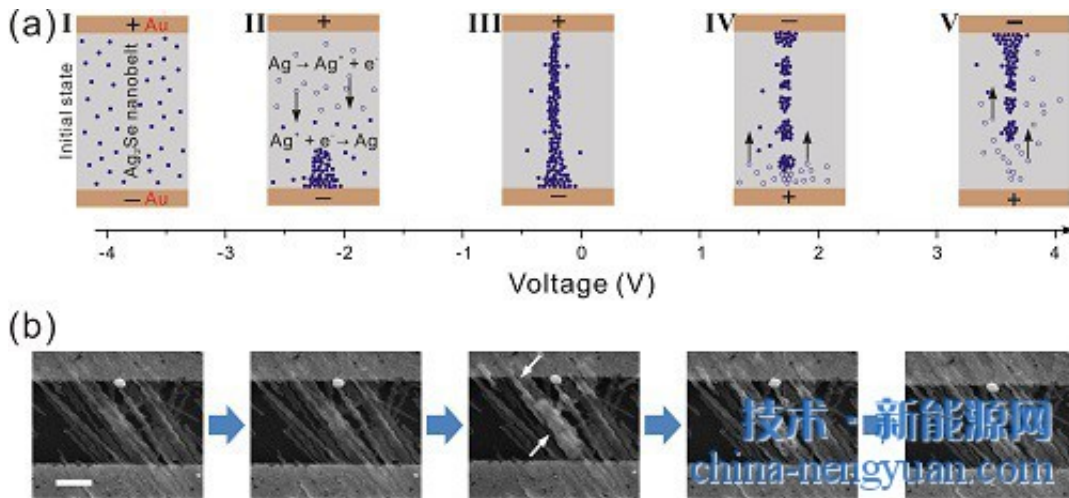 (a)
I
II
III
IV
V
+ Au
+
+
−
−
Initial state
Ag₂Se nanobelt
Ag → Ag⁺ + e⁻
Ag⁺ + e⁻ → Ag
− Au
−
−
+
+
-4
-3
-2
-1
0
1
2
3
4
Voltage (V)
(b)
技术·新能源网
china-nengyuan.com